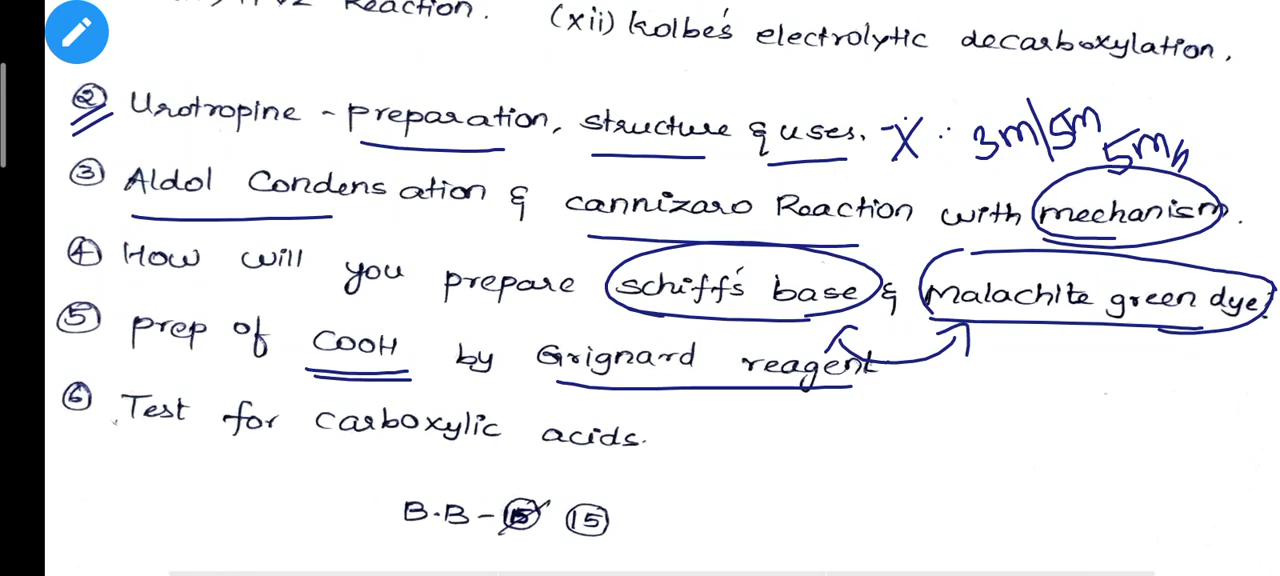 Reaction. (xii) Kolbe's electrolytic decarboxylation.
② Urotropine - preparation, structure & uses. 3m/5m
5m
③ Aldol Condensation & cannizaro Reaction with mechanism.
④ How will you prepare schiff's base & Malachite green dye?
⑤ prep of COOH by Grignard reagent
⑥ Test for carboxylic acids.
B.B - 15